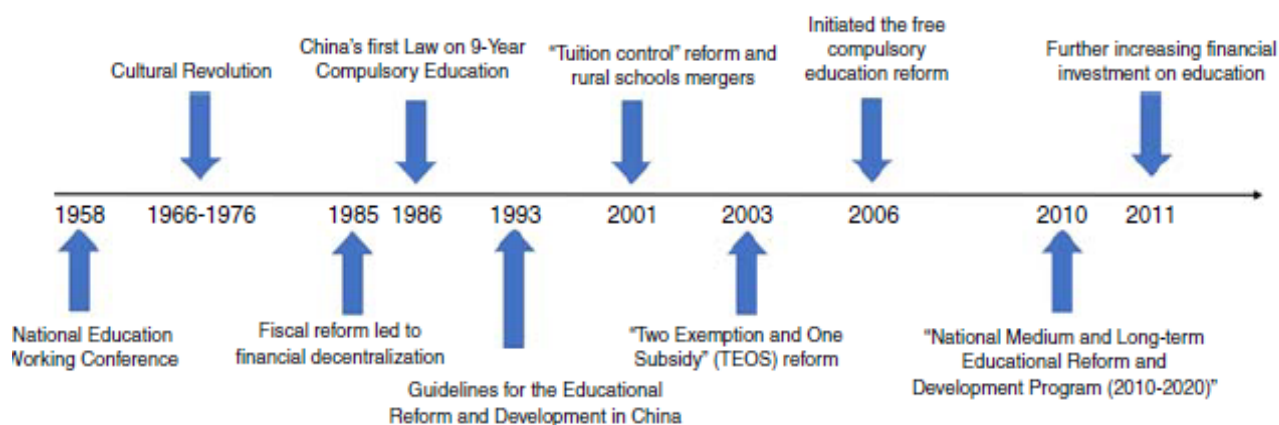 Cultural Revolution
China's first Law on 9-Year
Compulsory Education
“Tuition control” reform and
rural schools mergers
Initiated the free
compulsory
education reform
Further increasing financial
investment on education
1958
1966-1976
1985
1986
1993
2001
2003
2006
2010
2011
National Education
Working Conference
Fiscal reform led to
financial decentralization
Guidelines for the Educational
Reform and Development in China
“Two Exemption and One
Subsidy” (TEOS) reform
“National Medium and Long-term
Educational Reform and
Development Program (2010-2020)”